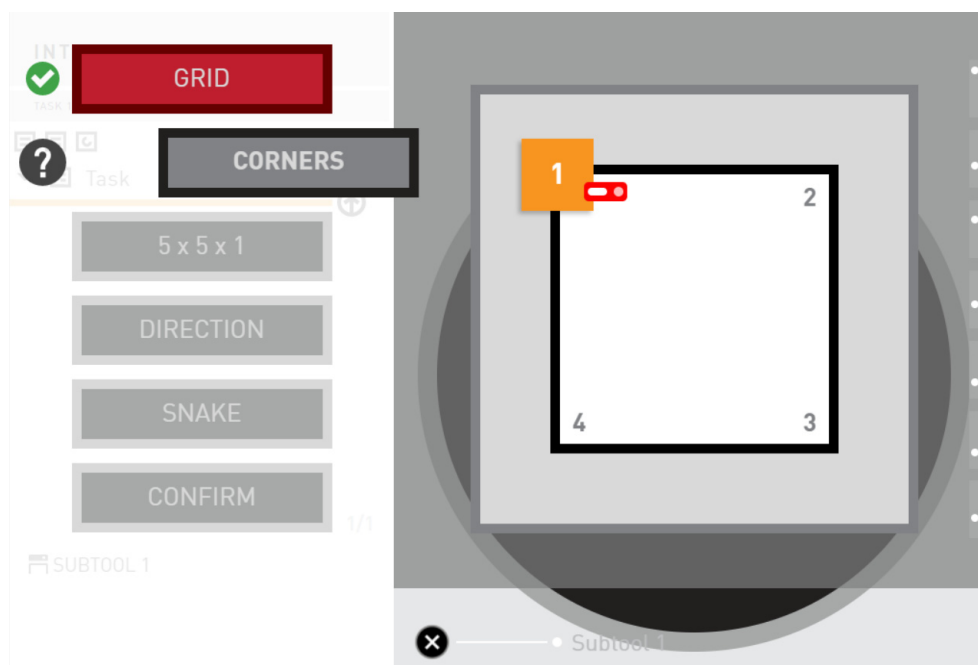 INT
GRID
TASK 1
CORNERS
Task
5 x 5 x 1
DIRECTION
SNAKE
CONFIRM
1/1
SUBTOOL 1
1
2
4
3
Subtool 1